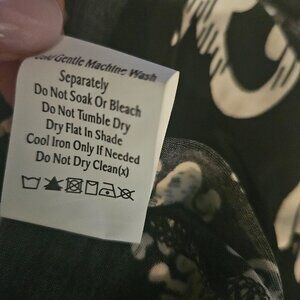 Cold/Gentle Machine Wash
Separately
Do Not Soak Or Bleach
Do Not Tumble Dry
Dry Flat In Shade
Cool Iron Only If Needed
Do Not Dry Clean(x)